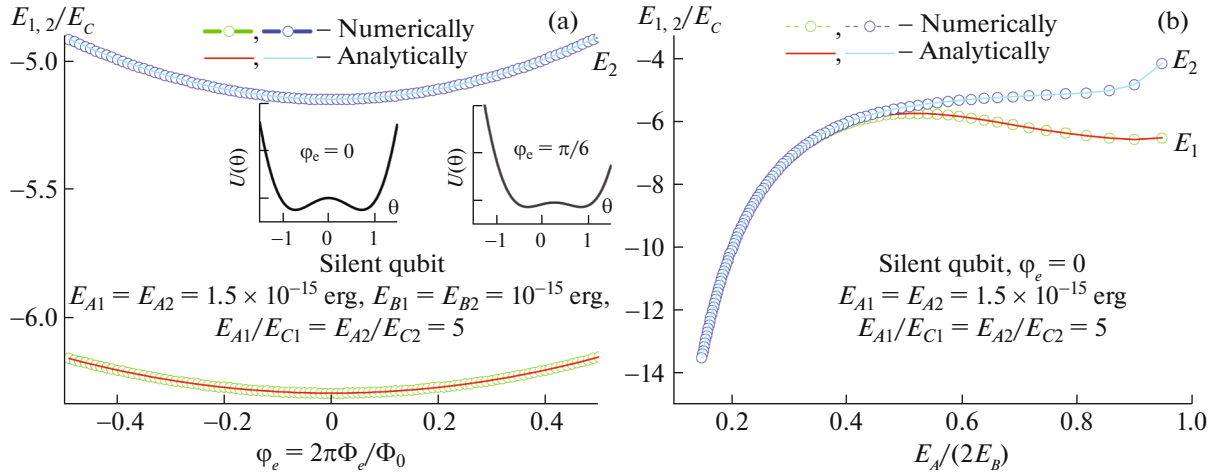 E1, 2/EC
(a)
, – Numerically
, – Analytically
E2
−5.0
−5.5
−6.0
U(θ)
φe = 0
θ
−1 0 1
U(θ)
φe = π/6
θ
−1 0 1
Silent qubit
EA1 = EA2 = 1.5 × 10−15 erg, EB1 = EB2 = 10−15 erg,
EA1/EC1 = EA2/EC2 = 5
−0.4 −0.2 0 0.2 0.4
φe = 2πΦe/Φ0
E1, 2/EC
(b)
, – Numerically
, – Analytically
E2
E1
−4
−6
−8
−10
−12
−14
Silent qubit, φe = 0
EA1 = EA2 = 1.5 × 10−15 erg
EA1/EC1 = EA2/EC2 = 5
0.2 0.4 0.6 0.8 1.0
EA/(2EB)